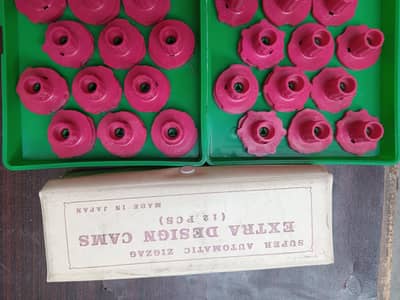 SUPER AUTOMATIC ZIGZAG
EXTRA DESIGN CAMS
(12 PCS)
MADE IN JAPAN